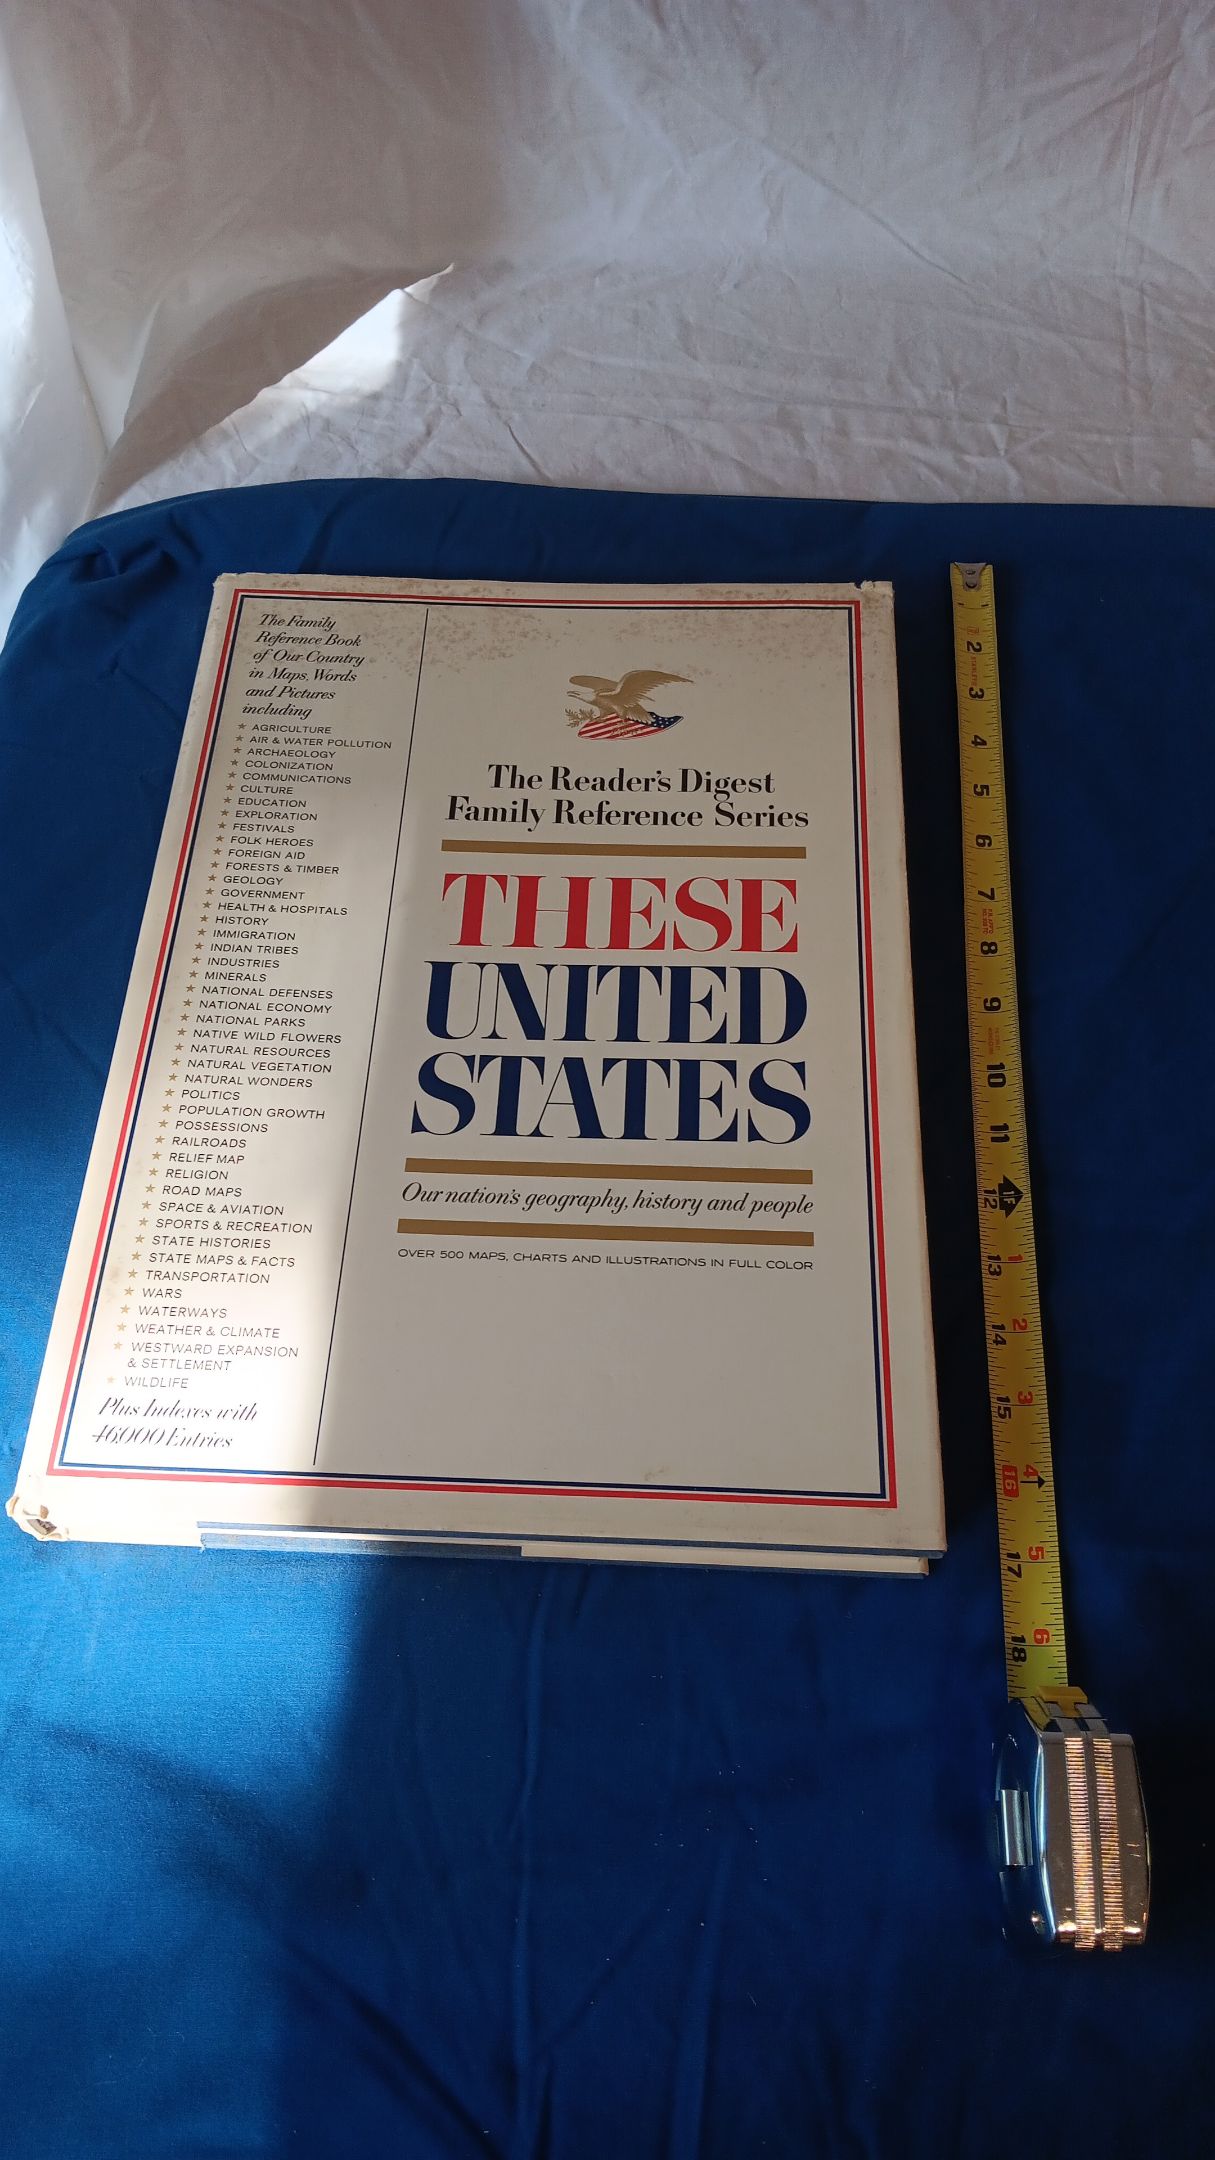 The Family
Reference Book
of Our Country
in Maps, Words
and Pictures
including
★ AGRICULTURE
★ AIR & WATER POLLUTION
★ ARCHAEOLOGY
★ COLONIZATION
★ COMMUNICATIONS
★ CULTURE
★ EDUCATION
★ EXPLORATION
★ FESTIVALS
★ FOLK HEROES
★ FOREIGN AID
★ FORESTS & TIMBER
★ GEOLOGY
★ GOVERNMENT
★ HEALTH & HOSPITALS
★ HISTORY
★ IMMIGRATION
★ INDIAN TRIBES
★ INDUSTRIES
★ MINERALS
★ NATIONAL DEFENSES
★ NATIONAL ECONOMY
★ NATIONAL PARKS
★ NATIVE WILD FLOWERS
★ NATURAL RESOURCES
★ NATURAL VEGETATION
★ NATURAL WONDERS
★ POLITICS
★ POPULATION GROWTH
★ POSSESSIONS
★ RAILROADS
★ RELIEF MAP
★ RELIGION
★ ROAD MAPS
★ SPACE & AVIATION
★ SPORTS & RECREATION
★ STATE HISTORIES
★ STATE MAPS & FACTS
★ TRANSPORTATION
★ WARS
★ WATERWAYS
★ WEATHER & CLIMATE
★ WESTWARD EXPANSION
& SETTLEMENT
★ WILDLIFE
Plus Indexes with
46,000 Entries
The Reader's Digest
Family Reference Series
THESE
UNITED
STATES
Our nation's geography, history and people
OVER 500 MAPS, CHARTS AND ILLUSTRATIONS IN FULL COLOR
2
3
4
5
6
7
8
9
10
11
1F
12
1
13
2
14
3
15
4
16
5
17
6
18